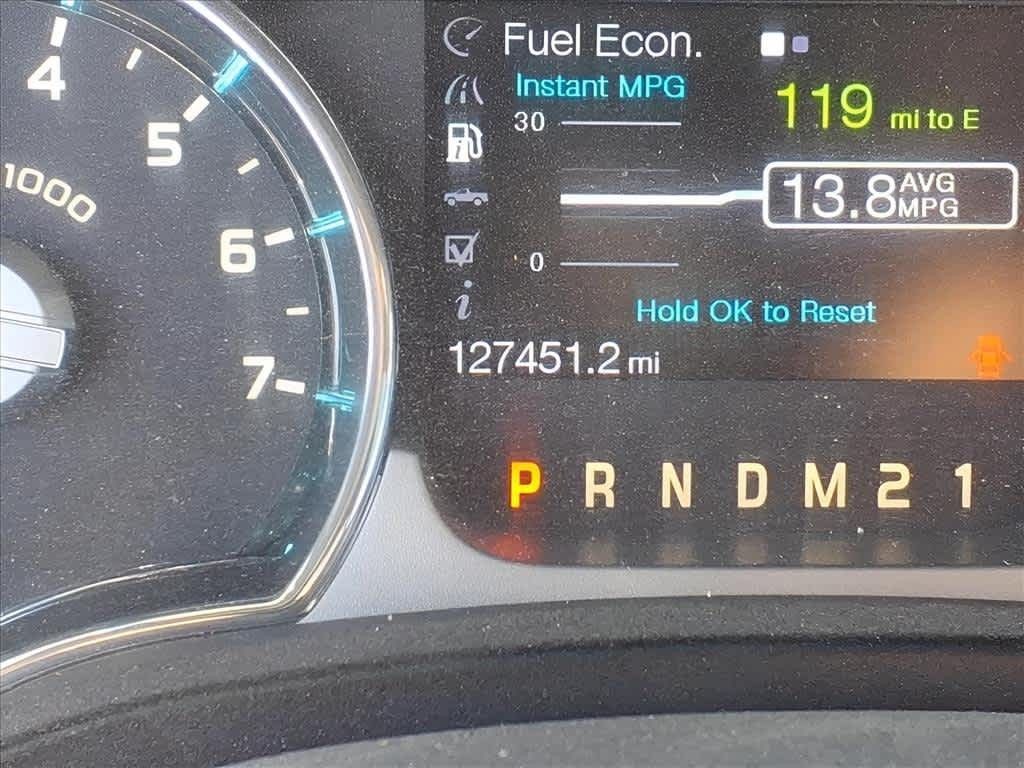 4
5
6
7
1000
Fuel Econ.
Instant MPG
30
119 mi to E
13.8 AVG MPG
0
Hold OK to Reset
127451.2 mi
P R N D M 2 1